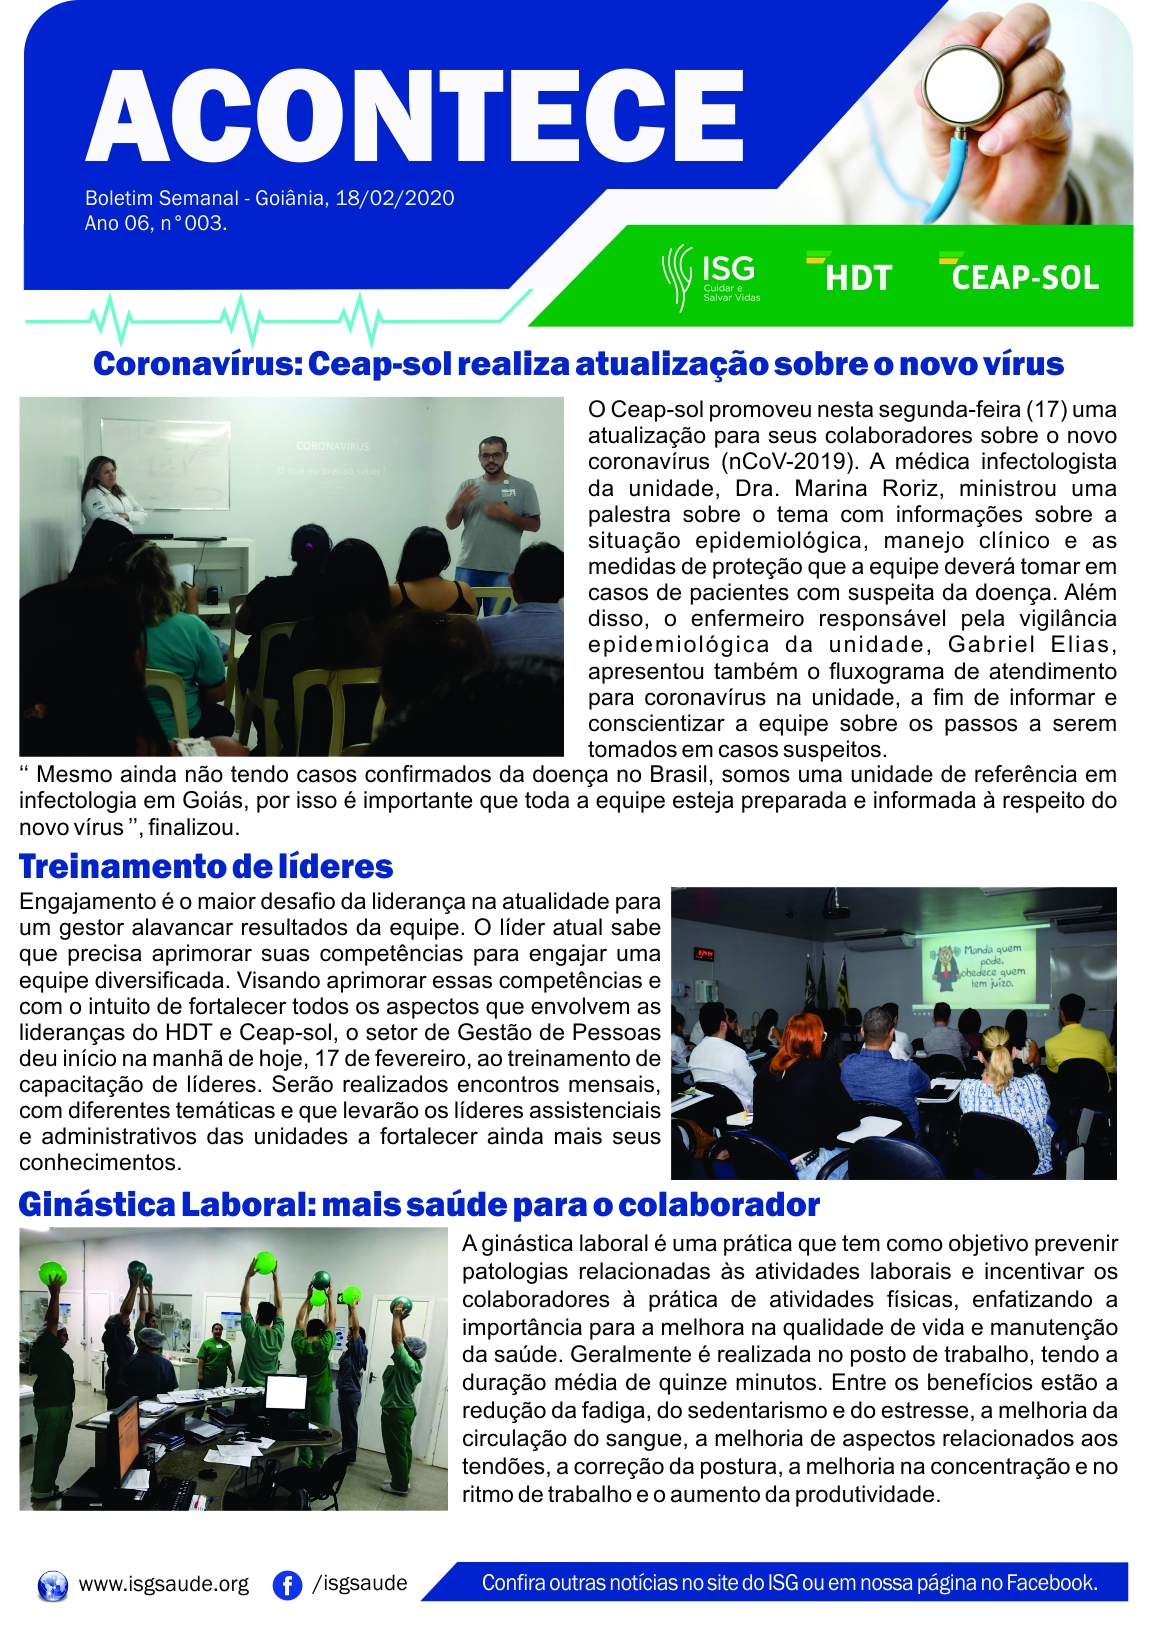 ACONTECE
Boletim Semanal - Goiânia, 18/02/2020
Ano 06, n°003.
ISG
Cuidar e
Salvar Vidas
HDT
CEAP-SOL
Coronavírus: Ceap-sol realiza atualização sobre o novo vírus
CORONAVIRUS
O que eu preciso saber?
O Ceap-sol promoveu nesta segunda-feira (17) uma
atualização para seus colaboradores sobre o novo
coronavírus (nCoV-2019). A médica infectologista
da unidade, Dra. Marina Roriz, ministrou uma
palestra sobre o tema com informações sobre a
situação epidemiológica, manejo clínico e as
medidas de proteção que a equipe deverá tomar em
casos de pacientes com suspeita da doença. Além
disso, o enfermeiro responsável pela vigilância
epidemiológica da unidade, Gabriel Elias,
apresentou também o fluxograma de atendimento
para coronavírus na unidade, a fim de informar e
conscientizar a equipe sobre os passos a serem
tomados em casos suspeitos.
“ Mesmo ainda não tendo casos confirmados da doença no Brasil, somos uma unidade de referência em
infectologia em Goiás, por isso é importante que toda a equipe esteja preparada e informada à respeito do
novo vírus ”, finalizou.
Treinamento de líderes
Engajamento é o maior desafio da liderança na atualidade para
um gestor alavancar resultados da equipe. O líder atual sabe
que precisa aprimorar suas competências para engajar uma
equipe diversificada. Visando aprimorar essas competências e
com o intuito de fortalecer todos os aspectos que envolvem as
lideranças do HDT e Ceap-sol, o setor de Gestão de Pessoas
deu início na manhã de hoje, 17 de fevereiro, ao treinamento de
capacitação de líderes. Serão realizados encontros mensais,
com diferentes temáticas e que levarão os líderes assistenciais
e administrativos das unidades a fortalecer ainda mais seus
conhecimentos.
Manda quem
pode,
obedece quem
tem juízo.
Ginástica Laboral: mais saúde para o colaborador
A ginástica laboral é uma prática que tem como objetivo prevenir
patologias relacionadas às atividades laborais e incentivar os
colaboradores à prática de atividades físicas, enfatizando a
importância para a melhora na qualidade de vida e manutenção
da saúde. Geralmente é realizada no posto de trabalho, tendo a
duração média de quinze minutos. Entre os benefícios estão a
redução da fadiga, do sedentarismo e do estresse, a melhoria da
circulação do sangue, a melhoria de aspectos relacionados aos
tendões, a correção da postura, a melhoria na concentração e no
ritmo de trabalho e o aumento da produtividade.
www.isgsaude.org
/isgsaude
Confira outras notícias no site do ISG ou em nossa página no Facebook.